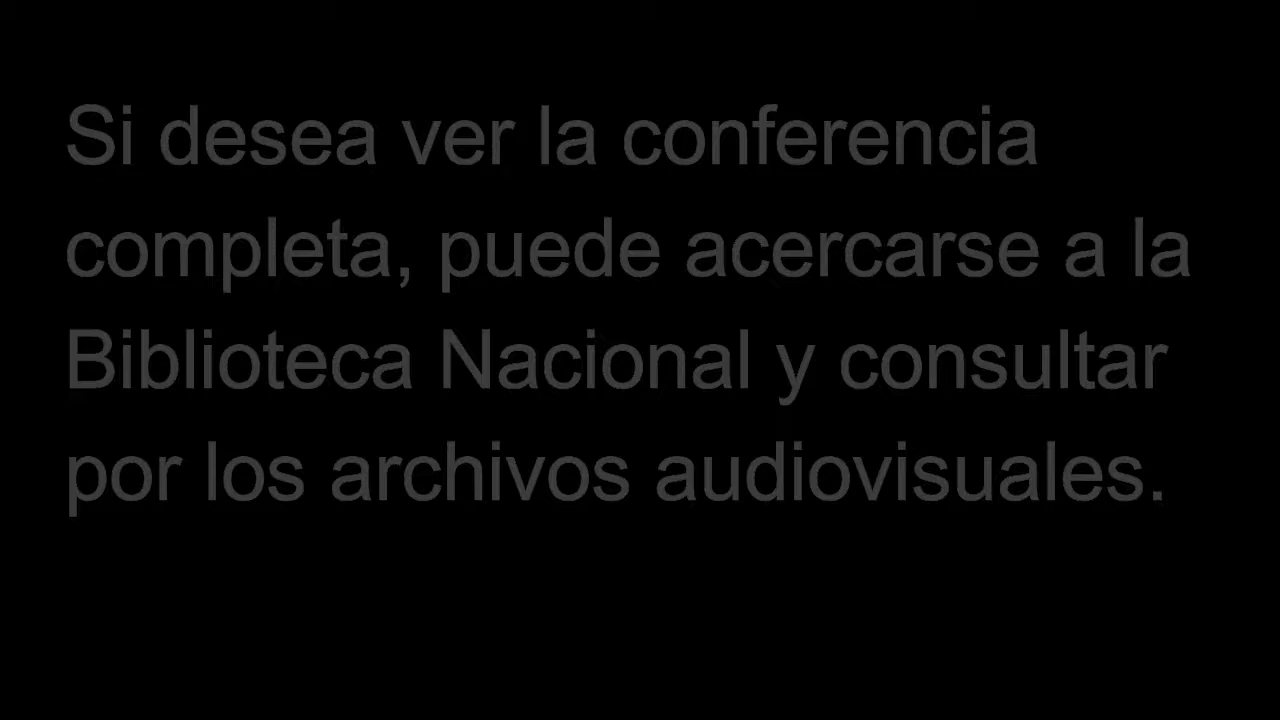 Si desea ver la conferencia
completa, puede acercarse a la
Biblioteca Nacional y consultar
por los archivos audiovisuales.